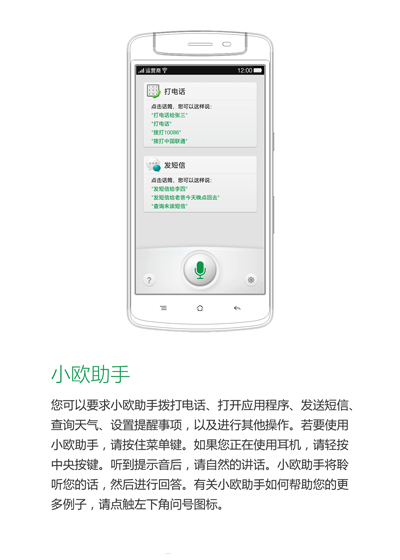 运营商
12:00
打电话
点击话筒，您可以这样说：
"打电话给张三"
"打电话"
"拨打10086"
"拨打中国联通"
发短信
点击话筒，您可以这样说：
"发短信给李四"
"发短信给老爸今天晚点回去"
"查询未读短信"
?
小欧助手
您可以要求小欧助手拨打电话、打开应用程序、发送短信、
查询天气、设置提醒事项，以及进行其他操作。若要使用
小欧助手，请按住菜单键。如果您正在使用耳机，请轻按
中央按键。听到提示音后，请自然的讲话。小欧助手将聆
听您的话，然后进行回答。有关小欧助手如何帮助您的更
多例子，请点触左下角问号图标。